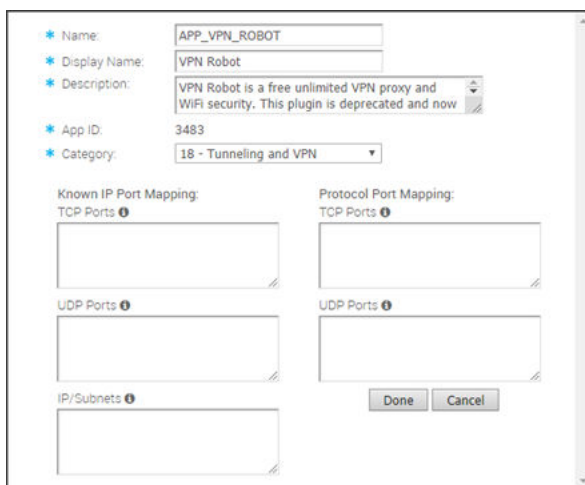 * Name: APP_VPN_ROBOT
* Display Name: VPN Robot
* Description: VPN Robot is a free unlimited VPN proxy and
WiFi security. This plugin is deprecated and now
* App ID: 3483
* Category: 18 - Tunneling and VPN
Known IP Port Mapping:
TCP Ports
UDP Ports
IP/Subnets
Protocol Port Mapping:
TCP Ports
UDP Ports
Done Cancel